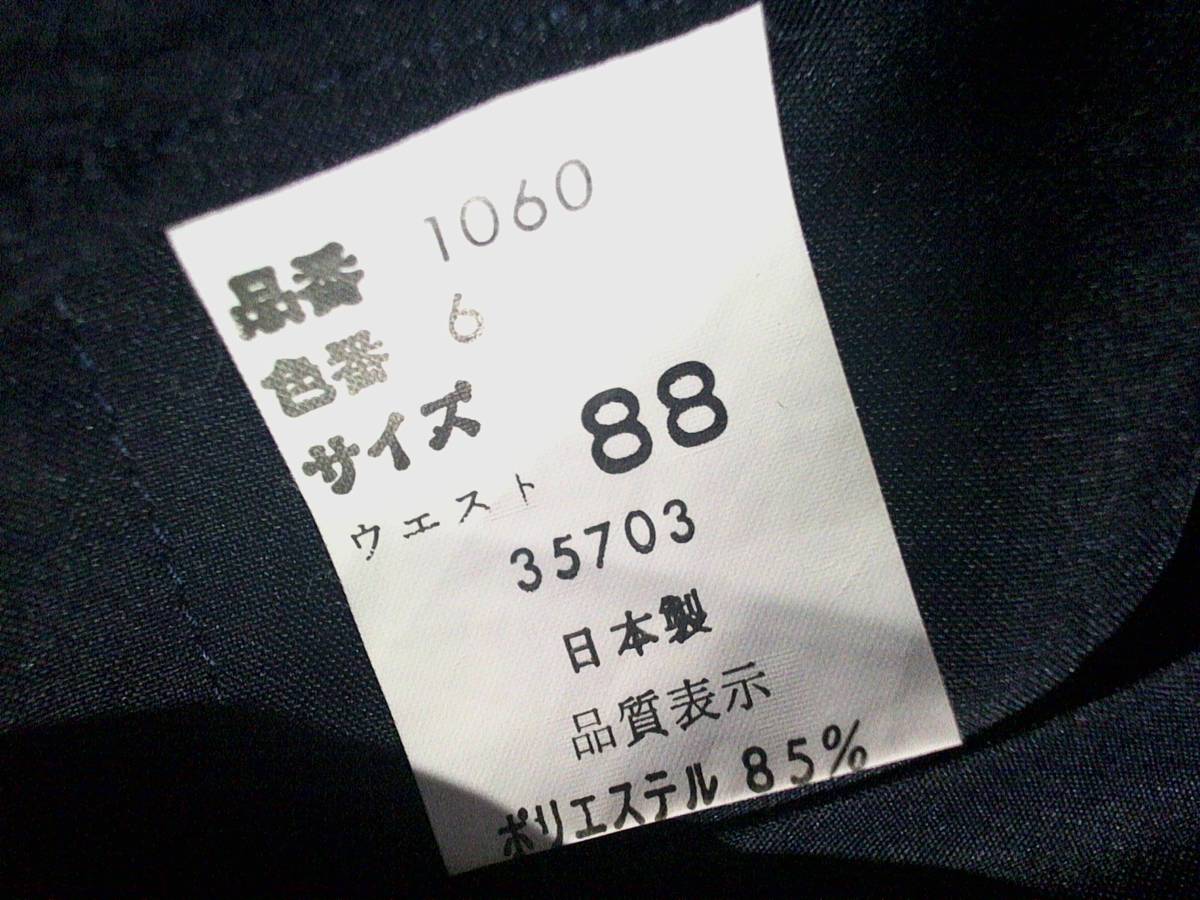 品番 1060
色番 6
サイズ 88
ウエスト
35703
日本製
品質表示
ポリエステル 85%